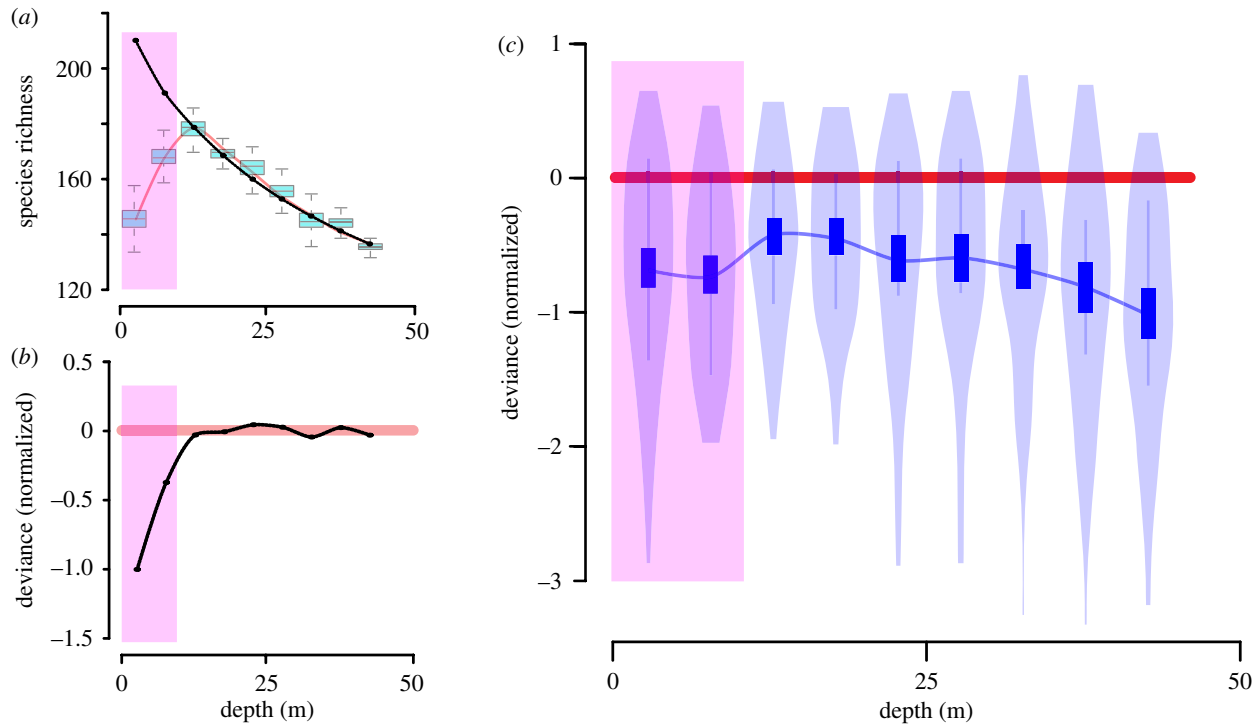 (a)
species richness
200
160
120
0
25
50
(b)
deviance (normalized)
0.5
0
–0.5
–1.0
–1.5
0
25
50
depth (m)
(c)
deviance (normalized)
1
0
–1
–2
–3
0
25
50
depth (m)